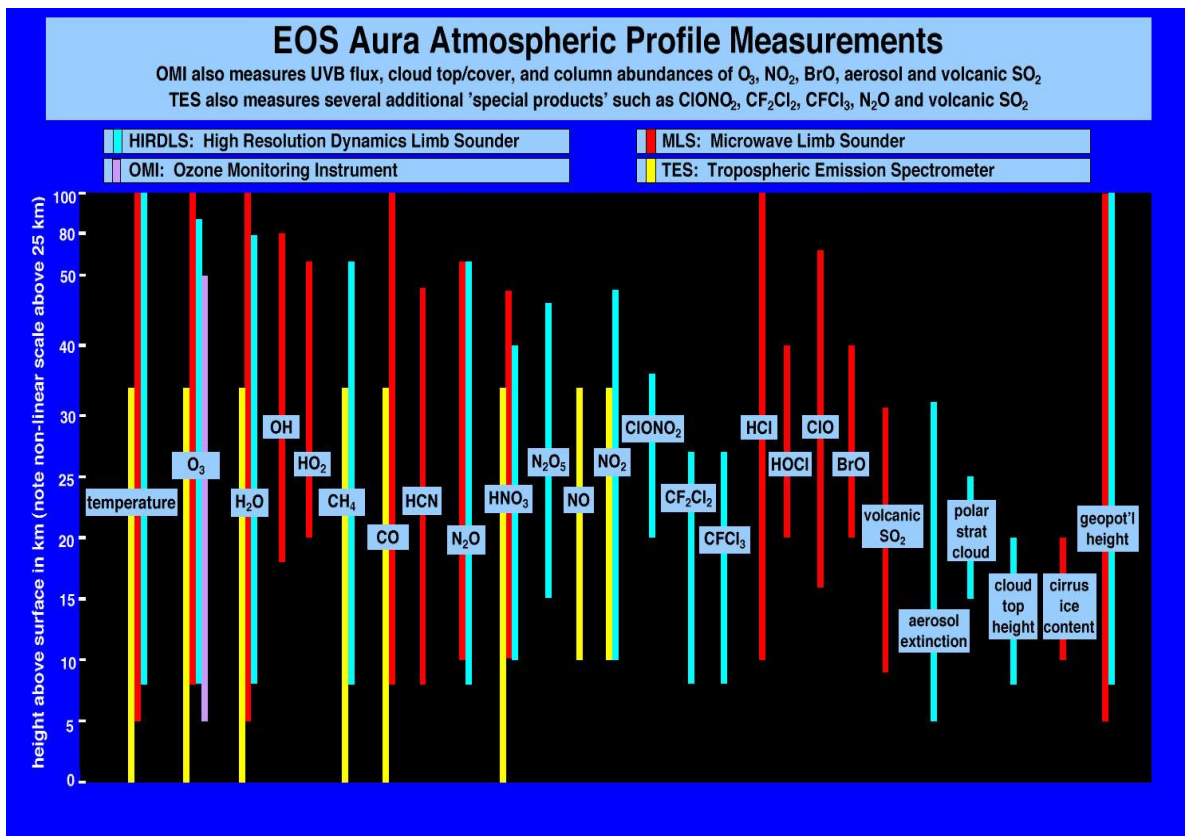 EOS Aura Atmospheric Profile Measurements
OMI also measures UVB flux, cloud top/cover, and column abundances of O₃, NO₂, BrO, aerosol and volcanic SO₂
TES also measures several additional 'special products' such as ClONO₂, CF₂Cl₂, CFCl₃, N₂O and volcanic SO₂
HIRDLS: High Resolution Dynamics Limb Sounder
MLS: Microwave Limb Sounder
OMI: Ozone Monitoring Instrument
TES: Tropospheric Emission Spectrometer
height above surface in km (note non-linear scale above 25 km)
100
80
50
40
30
25
20
15
10
5
0
temperature
O₃
H₂O
OH
HO₂
CH₄
CO
HCN
N₂O
HNO₃
N₂O₅
NO
NO₂
ClONO₂
CF₂Cl₂
CFCl₃
HCl
HOCl
ClO
BrO
volcanic
SO₂
aerosol
extinction
polar
strat
cloud
cloud
top
height
cirrus
ice
content
geopot'l
height